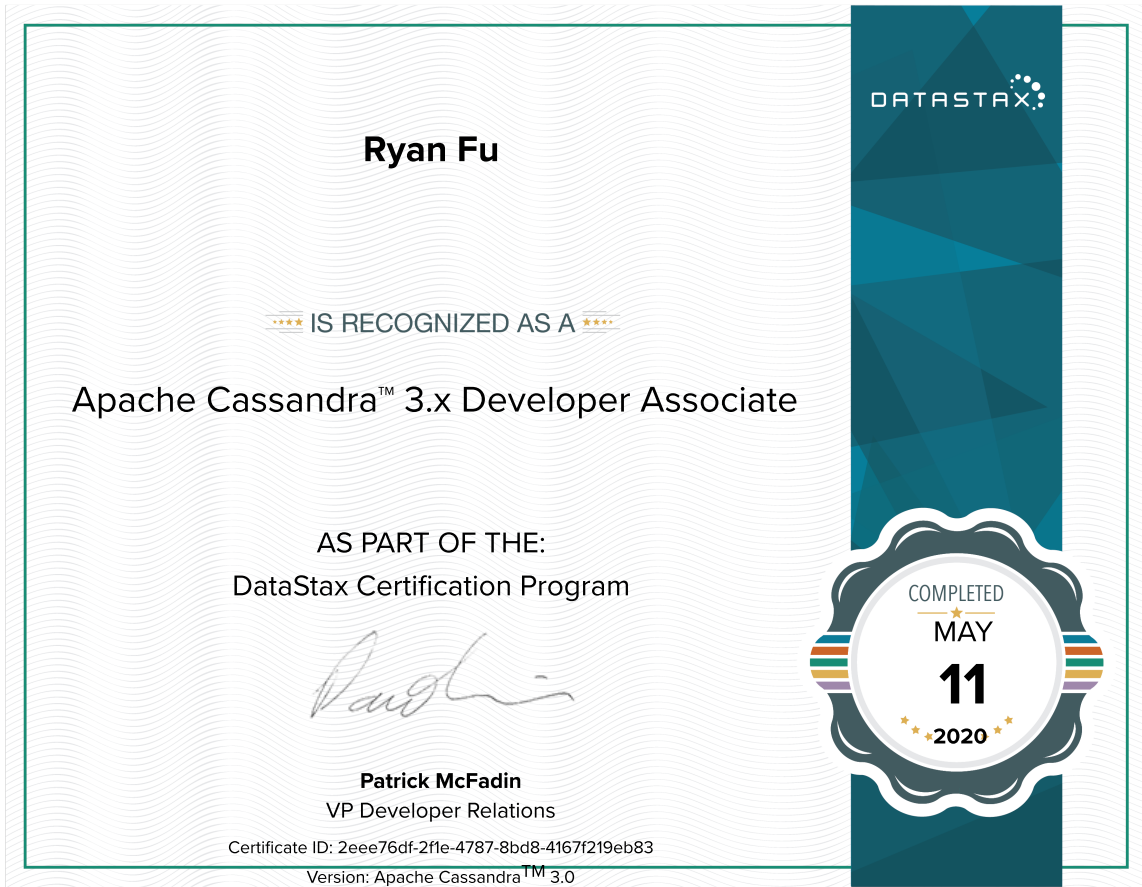 DATASTAX
Ryan Fu
IS RECOGNIZED AS A
Apache Cassandra™ 3.x Developer Associate
AS PART OF THE:
DataStax Certification Program
Patrick McFadin
VP Developer Relations
Certificate ID: 2eee76df-2f1e-4787-8bd8-4167f219eb83
Version: Apache Cassandra™ 3.0
COMPLETED
MAY
11
2020